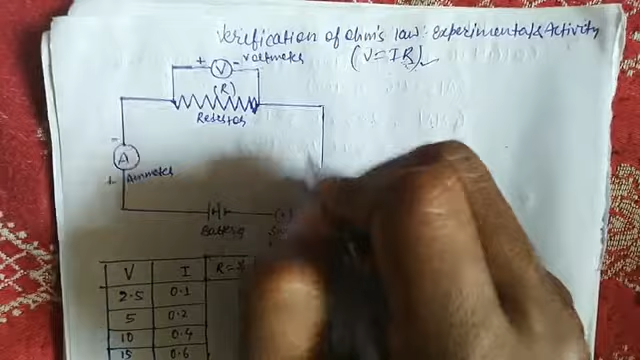 Verification of ohm's law: experimentals Activity
(V=IR)
+ V - voltmeter
(R)
Resistor
-
A
+ Ammeter
Battery
V I R=
2.5 0.1
5 0.2
10 0.4
15 0.6